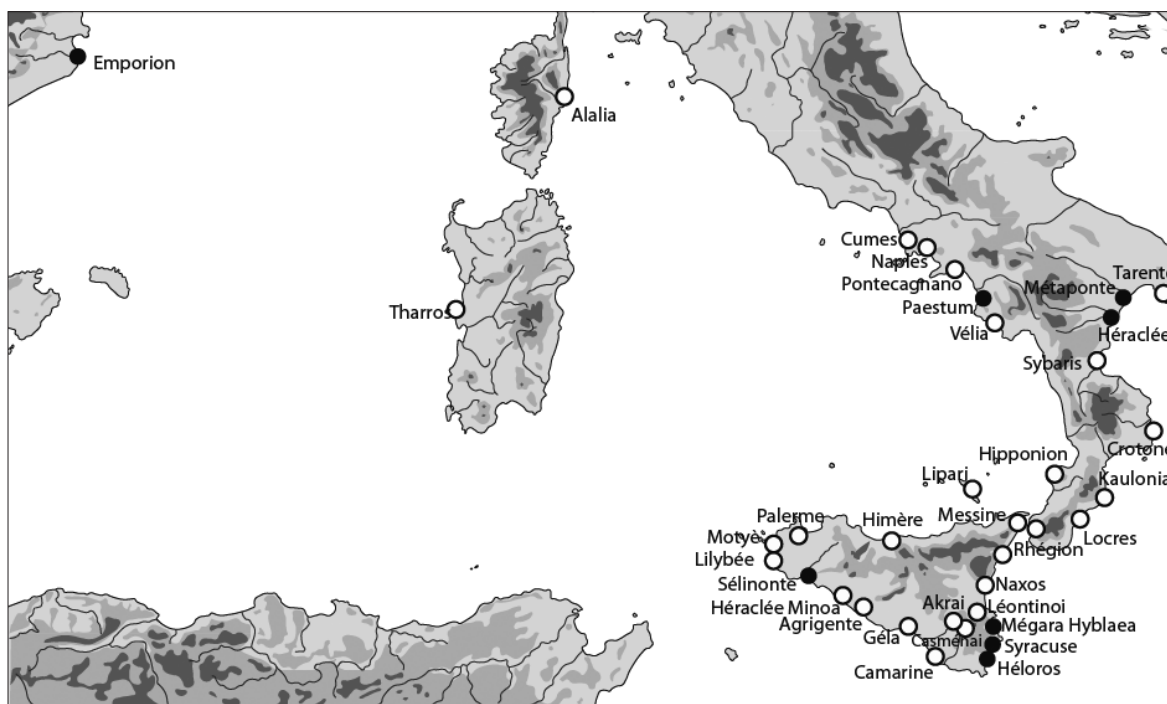 Emporion
Alalia
Cumes
Naples
Tarente
Pontecagnano
Métaponte
Paestum
Tharros
Vélia
Héraclée
Sybaris
Crotone
Hipponion
Lipari
Kaulonia
Palerme
Himère
Messine
Motyè
Locres
Lilybée
Rhégion
Sélinonte
Naxos
Héraclée Minoa
Akrai
Léontinoi
Agrigente
Mégara Hyblaea
Géla
Casménai
Syracuse
Camarine
Héloros